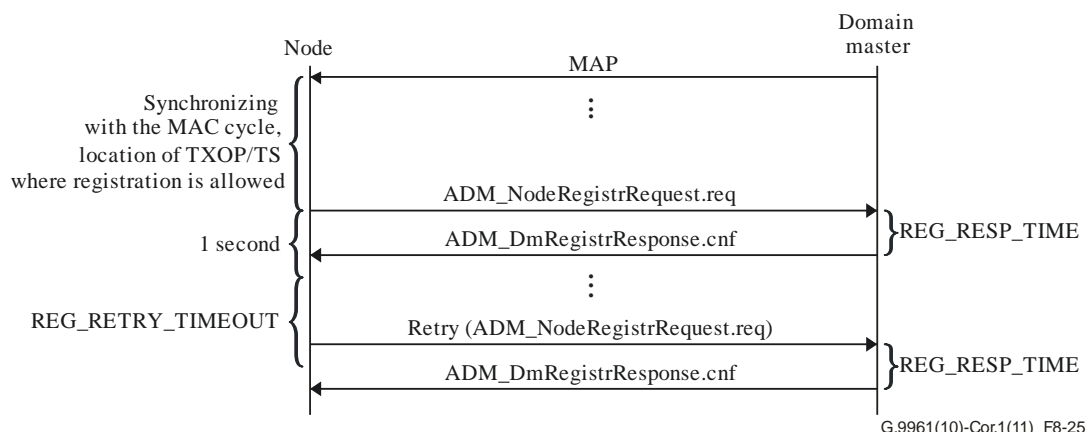 Node
Domain
master
MAP
⋮
Synchronizing
with the MAC cycle,
location of TXOP/TS
where registration is allowed
ADM_NodeRegistrRequest.req
REG_RESP_TIME
1 second
ADM_DmRegistrResponse.cnf
⋮
REG_RETRY_TIMEOUT
Retry (ADM_NodeRegistrRequest.req)
REG_RESP_TIME
ADM_DmRegistrResponse.cnf
G.9961(10)-Cor.1(11)_F8-25